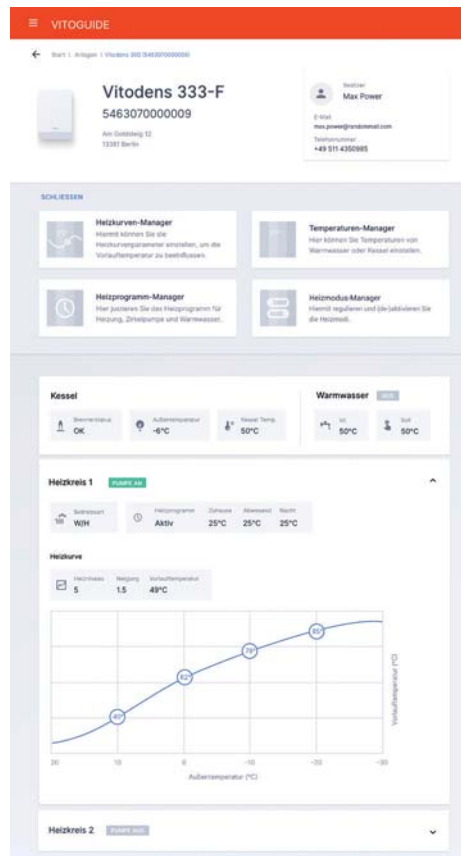 VITOGUIDE
Start \ Anlagen \ Vitodens 300 (5463070000009)
Vitodens 333-F
5463070000009
Am Goldsteig 12
13391 Berlin
Besitzer
Max Power
E-Mail
max.power@randomemail.com
Telefonnummer
+49 511 4350985
SCHLIESSEN
Heizkurven-Manager
Hiermit können Sie die
Heizkurvenparameter einstellen, um die
Vorlauftemperatur zu beeinflussen.
Temperaturen-Manager
Hier können Sie Temperaturen von
Warmwasser oder Kessel einstellen.
Heizprogramm-Manager
Hier justieren Sie das Heizprogramm für
Heizung, Zirkelpumpe und Warmwasser.
Heizmodus-Manager
Hiermit regulieren und (de-)aktivieren Sie
die Heizmodi.
Kessel
Brennerstatus
OK
Außentemperatur
-6°C
Kessel Temp.
50°C
Warmwasser AUS
Ist
50°C
Soll
50°C
Heizkreis 1 PUMPE AN
Betriebsart
W/H
Heizprogramm
Aktiv
Zuhause
25°C
Abwesend
25°C
Nacht
25°C
Heizkurve
Heizniveau
5
Neigung
1.5
Vorlauftemperatur
49°C
40°
62°
78°
85°
20 10 0 -10 -20 -30
Außentemperatur (°C)
Vorlauftemperatur (°C)
Heizkreis 2 PUMPE AUS